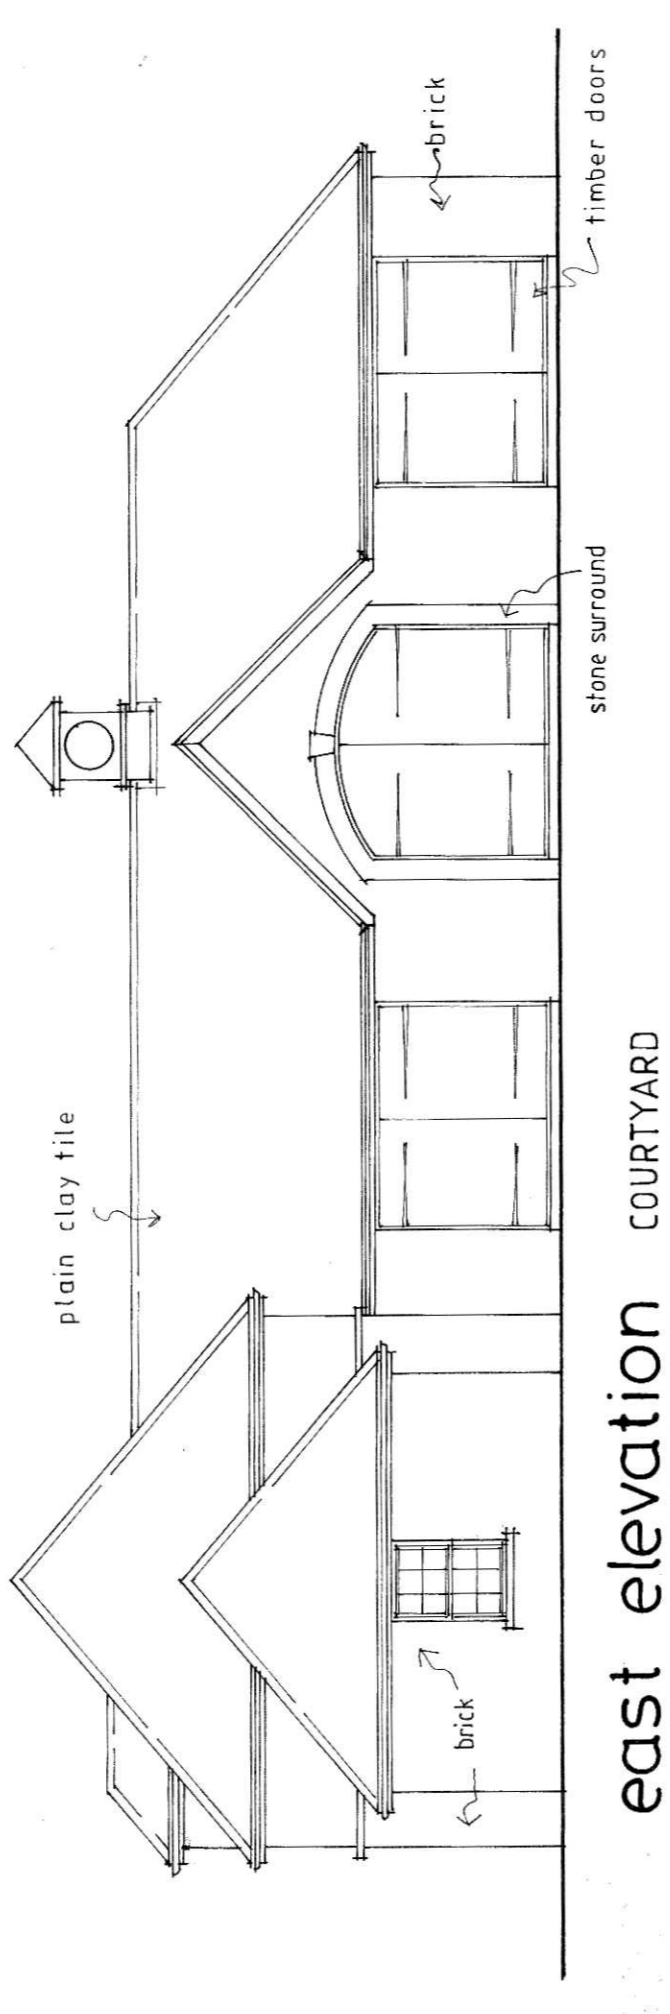 plain clay tile
brick
brick
stone surround
timber doors
east elevation COURTYARD